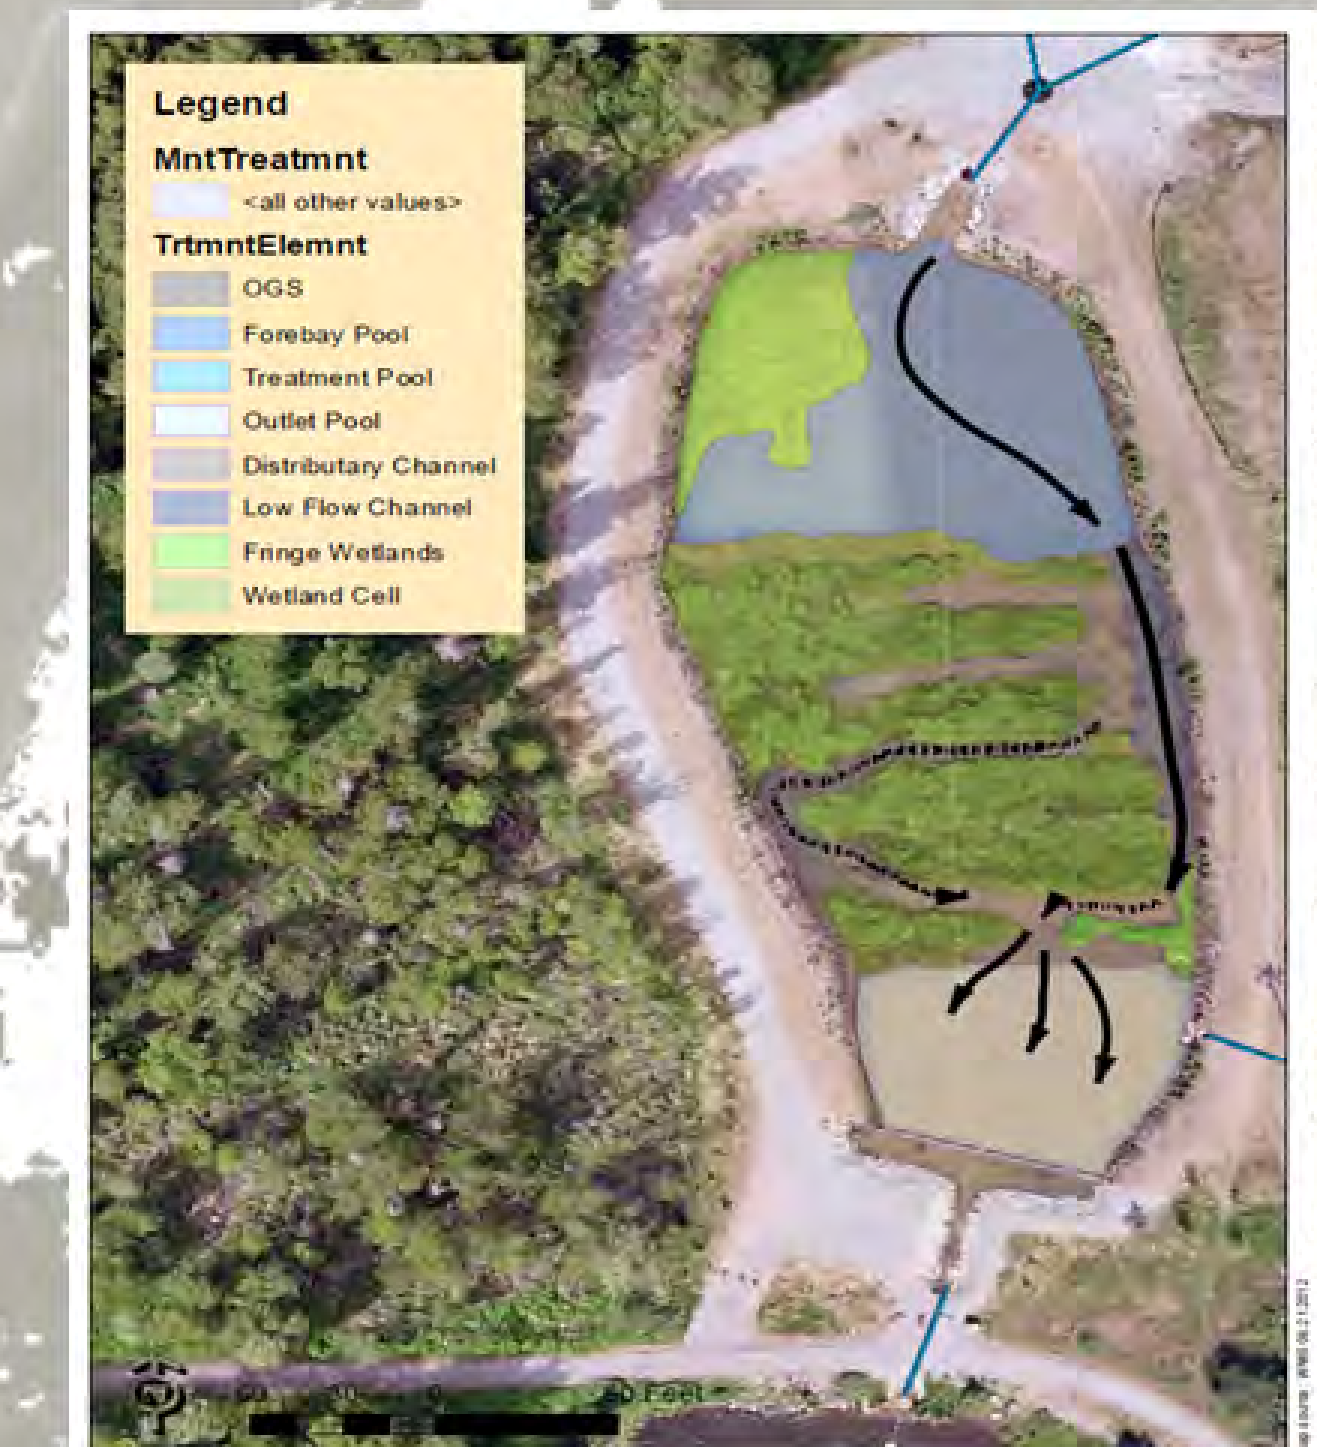 Legend
MntTreatmnt
<all other values>
TrtmntElemnt
OGS
Forebay Pool
Treatment Pool
Outlet Pool
Distributary Channel
Low Flow Channel
Fringe Wetlands
Wetland Cell
0
Feet